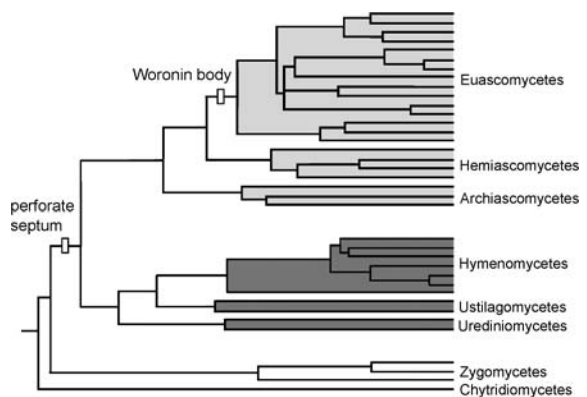 Woronin body
Euascomycetes
Hemiascomycetes
Archiascomycetes
perforate
septum
Hymenomycetes
Ustilagomycetes
Urediniomycetes
Zygomycetes
Chytridiomycetes